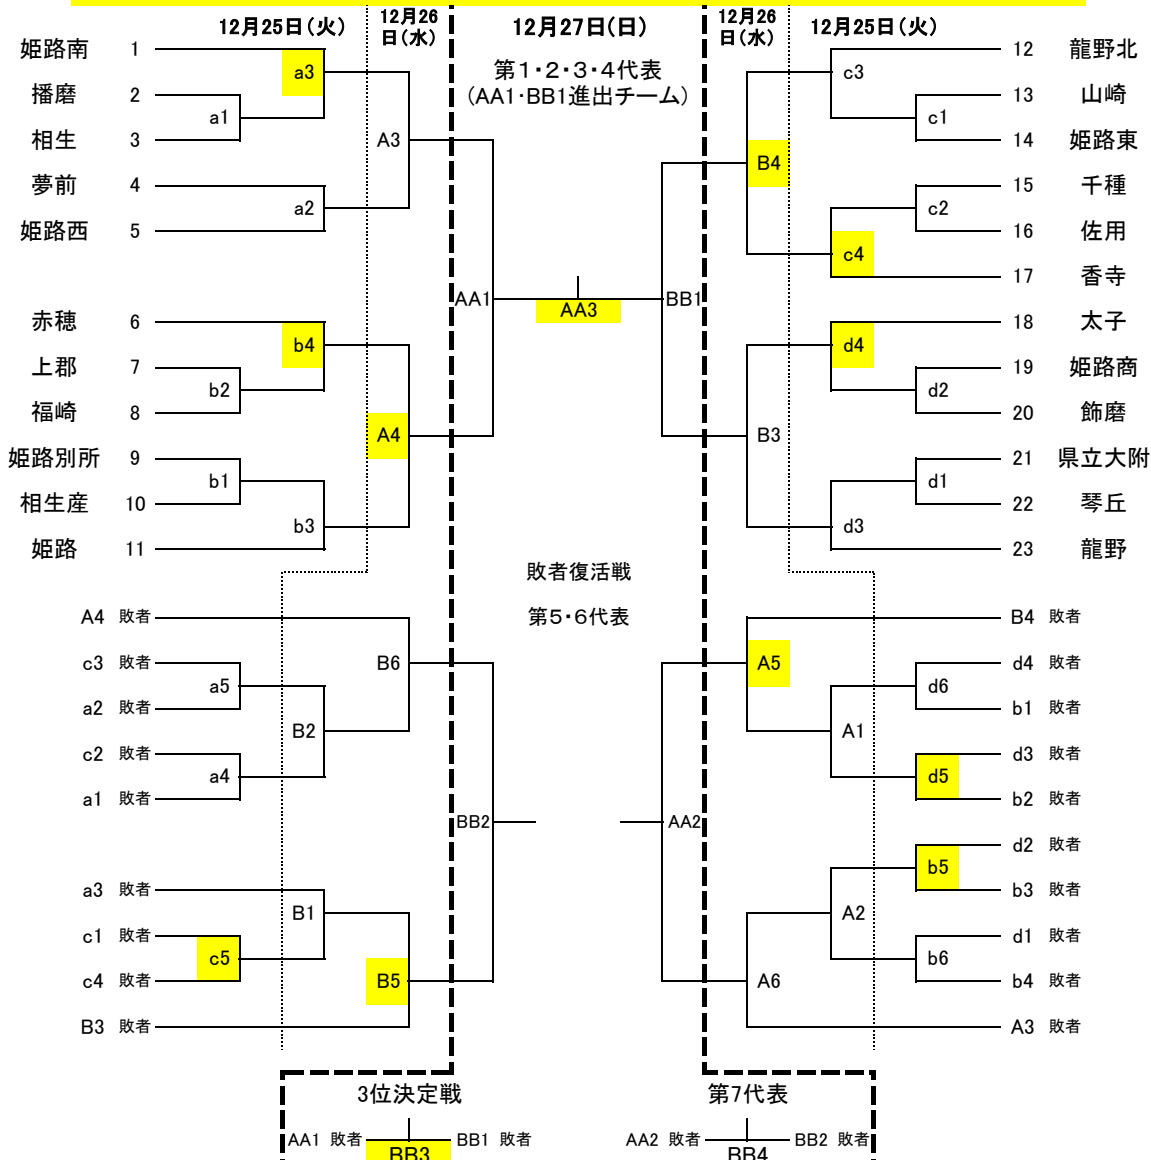 12月25日(火)
12月26
日(水)
12月27日(日)
12月26
日(水)
12月25日(火)
第1・2・3・4代表
(AA1・BB1進出チーム)
姫路南 1
播磨 2
相生 3
夢前 4
姫路西 5
赤穂 6
上郡 7
福崎 8
姫路別所 9
相生産 10
姫路 11
a3
a1
A3
a2
AA1
b4
b2
A4
b1
b3
AA3
12 龍野北
13 山崎
14 姫路東
15 千種
16 佐用
17 香寺
18 太子
19 姫路商
20 飾磨
21 県立大附
22 琴丘
23 龍野
c3
c1
B4
c2
c4
BB1
d4
d2
B3
d1
d3
敗者復活戦
第5・6代表
A4 敗者
c3 敗者
a2 敗者
c2 敗者
a1 敗者
a3 敗者
c1 敗者
c4 敗者
B3 敗者
B6
a5
B2
a4
BB2
B1
c5
B5
B4 敗者
d4 敗者
b1 敗者
d3 敗者
b2 敗者
d2 敗者
b3 敗者
d1 敗者
b4 敗者
A3 敗者
A5
d6
A1
d5
AA2
b5
A2
b6
A6
3位決定戦
AA1 敗者 BB1 敗者
BB3
第7代表
AA2 敗者 BB2 敗者
BB4